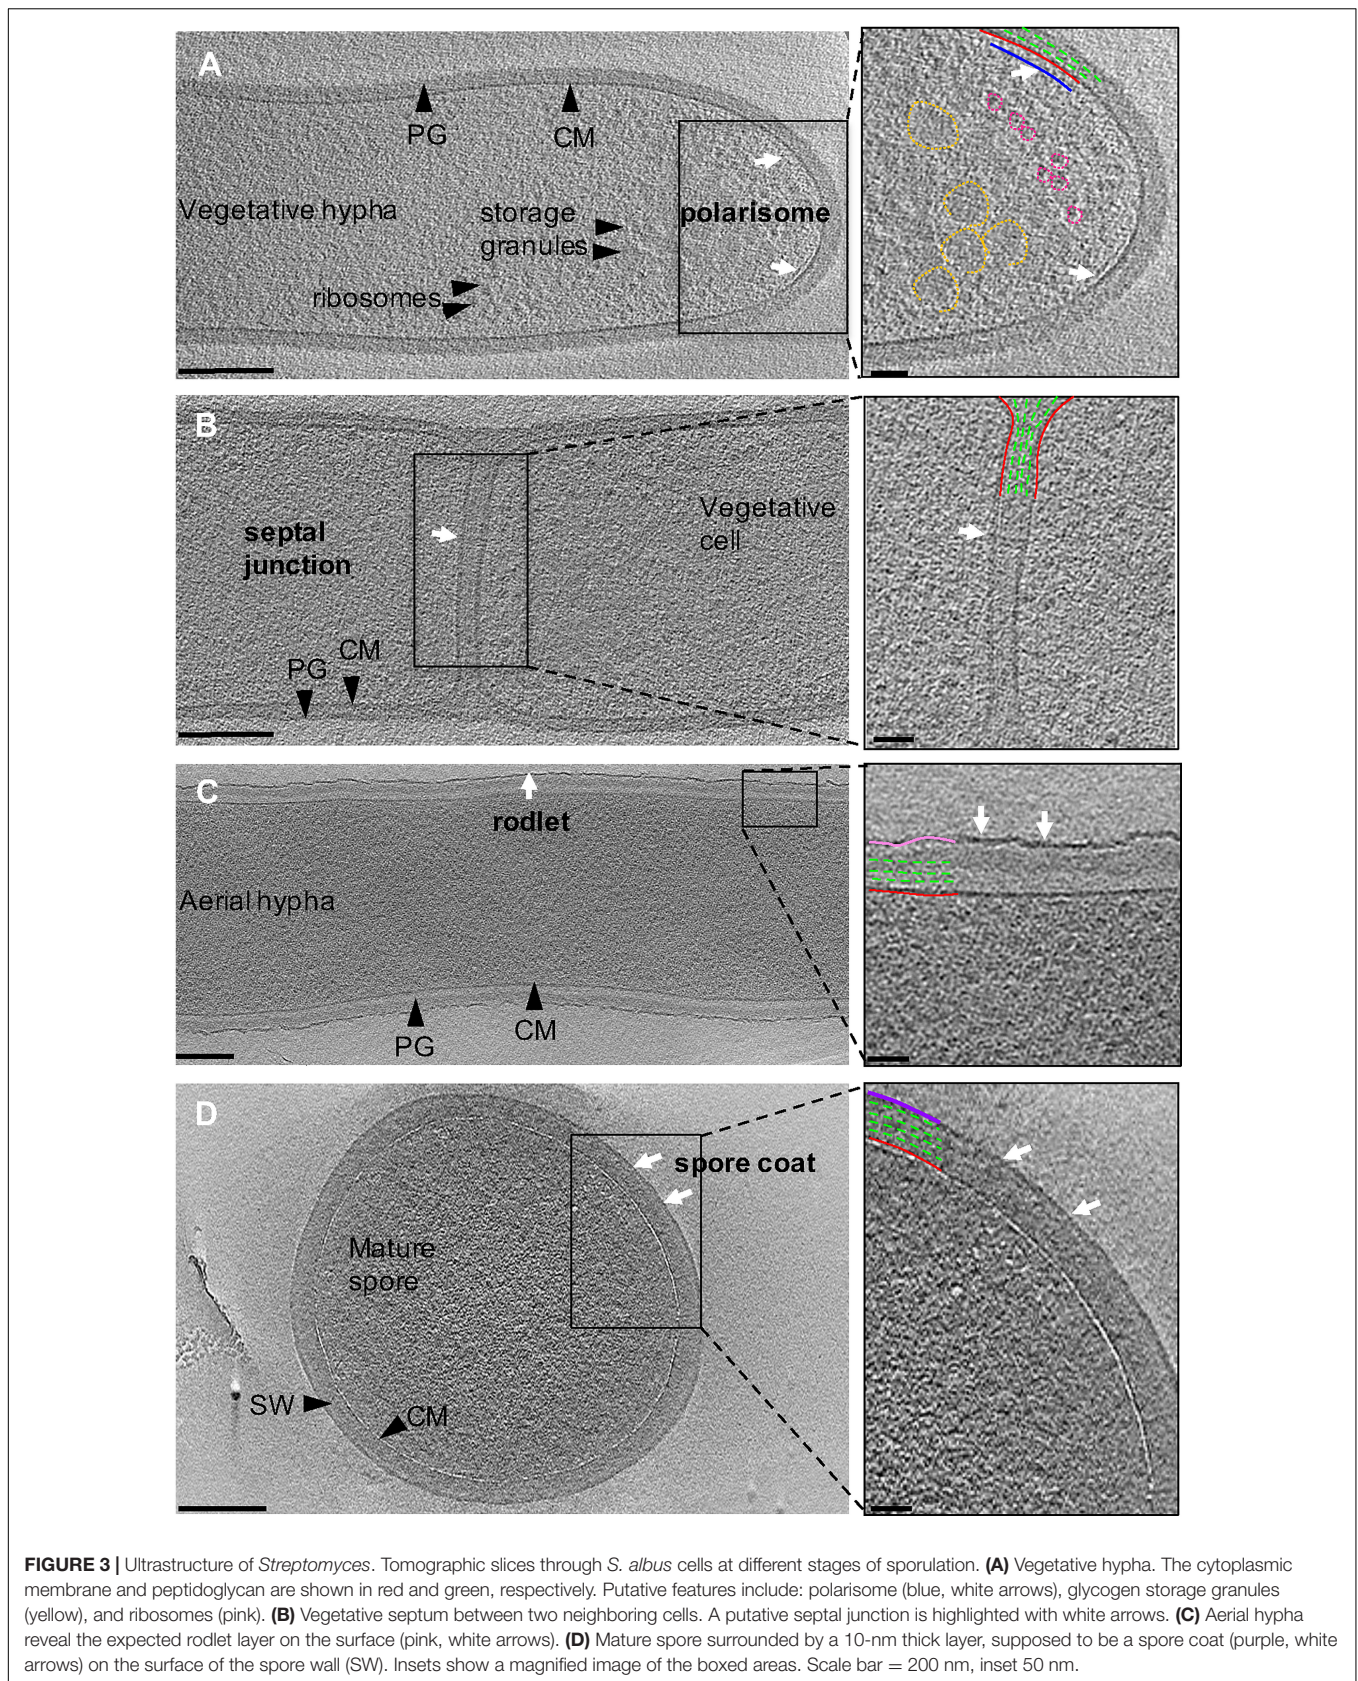 A
PG
CM
Vegetative hypha
storage
granules
polarisome
ribosomes
B
septal
junction
Vegetative
cell
PG
CM
C
rodlet
Aerial hypha
PG
CM
D
spore coat
Mature
spore
SW
CM
FIGURE 3 | Ultrastructure of Streptomyces. Tomographic slices through S. albus cells at different stages of sporulation. (A) Vegetative hypha. The cytoplasmic
membrane and peptidoglycan are shown in red and green, respectively. Putative features include: polarisome (blue, white arrows), glycogen storage granules
(yellow), and ribosomes (pink). (B) Vegetative septum between two neighboring cells. A putative septal junction is highlighted with white arrows. (C) Aerial hypha
reveal the expected rodlet layer on the surface (pink, white arrows). (D) Mature spore surrounded by a 10-nm thick layer, supposed to be a spore coat (purple, white
arrows) on the surface of the spore wall (SW). Insets show a magnified image of the boxed areas. Scale bar = 200 nm, inset 50 nm.